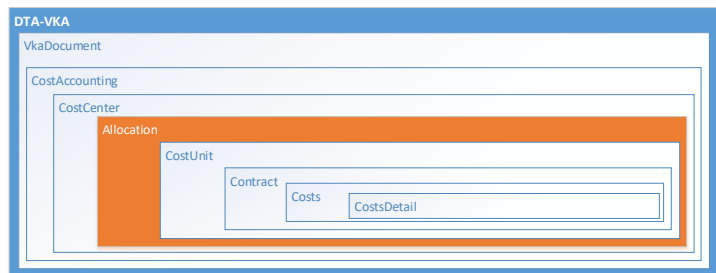 DTA-VKA
VkaDocument
CostAccounting
CostCenter
Allocation
CostUnit
Contract
Costs
CostsDetail